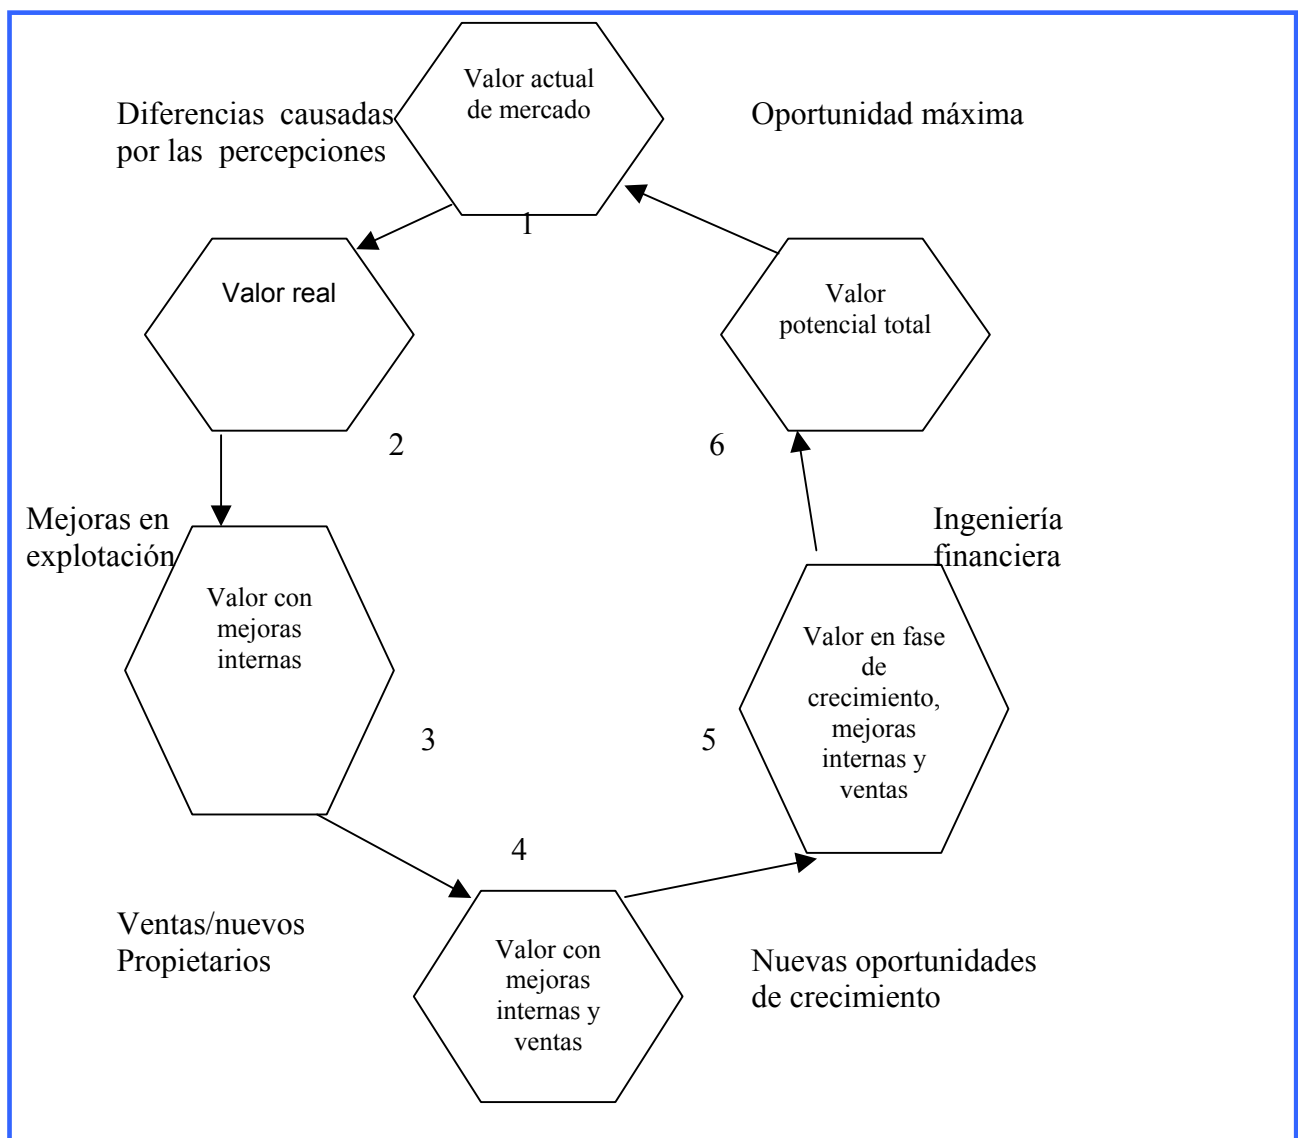 Valor actual
de mercado
Diferencias causadas
por las percepciones
Oportunidad máxima
1
Valor real
Valor
potencial total
2
6
Mejoras en
explotación
Ingeniería
financiera
Valor con
mejoras
internas
Valor en fase
de
crecimiento,
mejoras
internas y
ventas
3
5
4
Ventas/nuevos
Propietarios
Valor con
mejoras
internas y
ventas
Nuevas oportunidades
de crecimiento